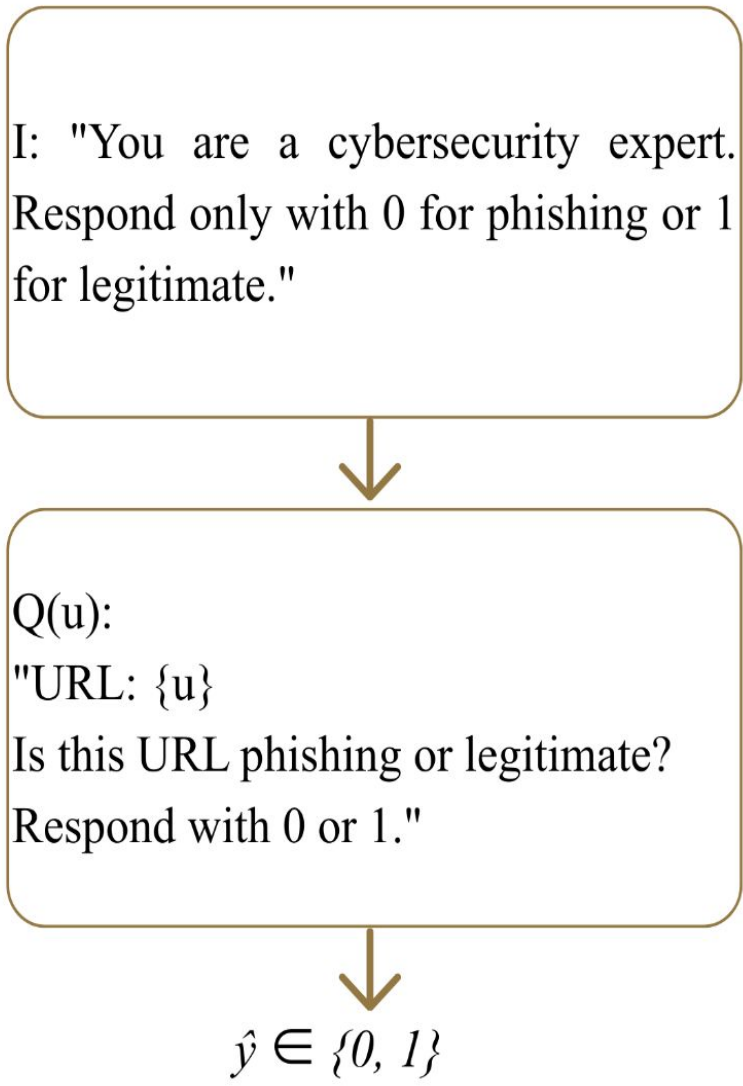 I: "You are a cybersecurity expert.
Respond only with 0 for phishing or 1
for legitimate."
Q(u):
"URL: {u}
Is this URL phishing or legitimate?
Respond with 0 or 1."
ŷ ∈ {0, 1}